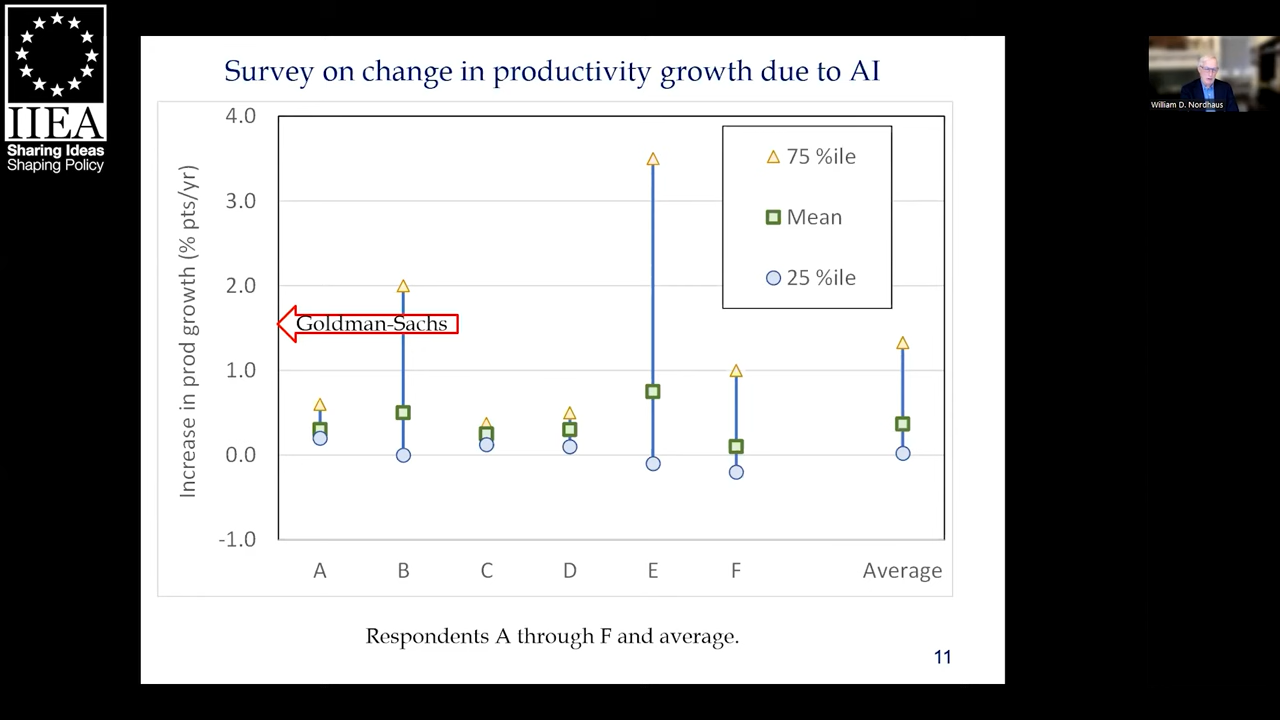 IIEA
Sharing Ideas
Shaping Policy
Survey on change in productivity growth due to AI
Increase in prod growth (% pts/yr)
4.0
3.0
2.0
1.0
0.0
-1.0
75 %ile
Mean
25 %ile
Goldman-Sachs
A B C D E F Average
Respondents A through F and average.
11
William D. Nordhaus